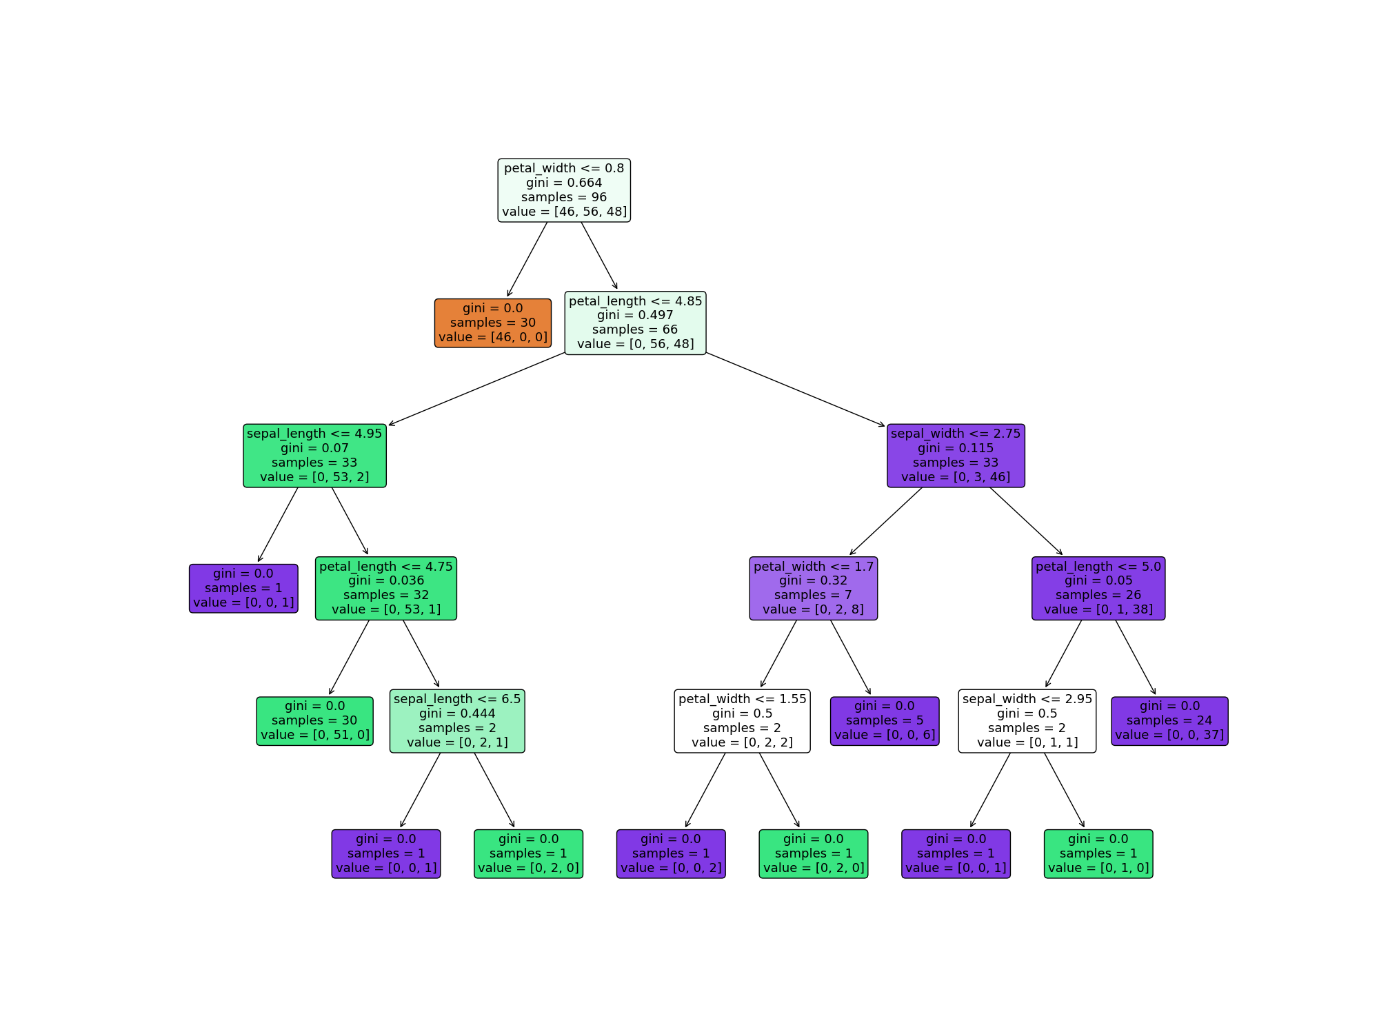 petal_width <= 0.8
gini = 0.664
samples = 96
value = [46, 56, 48]
gini = 0.0
samples = 30
value = [46, 0, 0]
petal_length <= 4.85
gini = 0.497
samples = 66
value = [0, 56, 48]
sepal_length <= 4.95
gini = 0.07
samples = 33
value = [0, 53, 2]
sepal_width <= 2.75
gini = 0.115
samples = 33
value = [0, 3, 46]
gini = 0.0
samples = 1
value = [0, 0, 1]
petal_length <= 4.75
gini = 0.036
samples = 32
value = [0, 53, 1]
petal_width <= 1.7
gini = 0.32
samples = 7
value = [0, 2, 8]
petal_length <= 5.0
gini = 0.05
samples = 26
value = [0, 1, 38]
gini = 0.0
samples = 30
value = [0, 51, 0]
sepal_length <= 6.5
gini = 0.444
samples = 2
value = [0, 2, 1]
petal_width <= 1.55
gini = 0.5
samples = 2
value = [0, 2, 2]
gini = 0.0
samples = 5
value = [0, 0, 6]
sepal_width <= 2.95
gini = 0.5
samples = 2
value = [0, 1, 1]
gini = 0.0
samples = 24
value = [0, 0, 37]
gini = 0.0
samples = 1
value = [0, 0, 1]
gini = 0.0
samples = 1
value = [0, 2, 0]
gini = 0.0
samples = 1
value = [0, 0, 2]
gini = 0.0
samples = 1
value = [0, 2, 0]
gini = 0.0
samples = 1
value = [0, 0, 1]
gini = 0.0
samples = 1
value = [0, 1, 0]